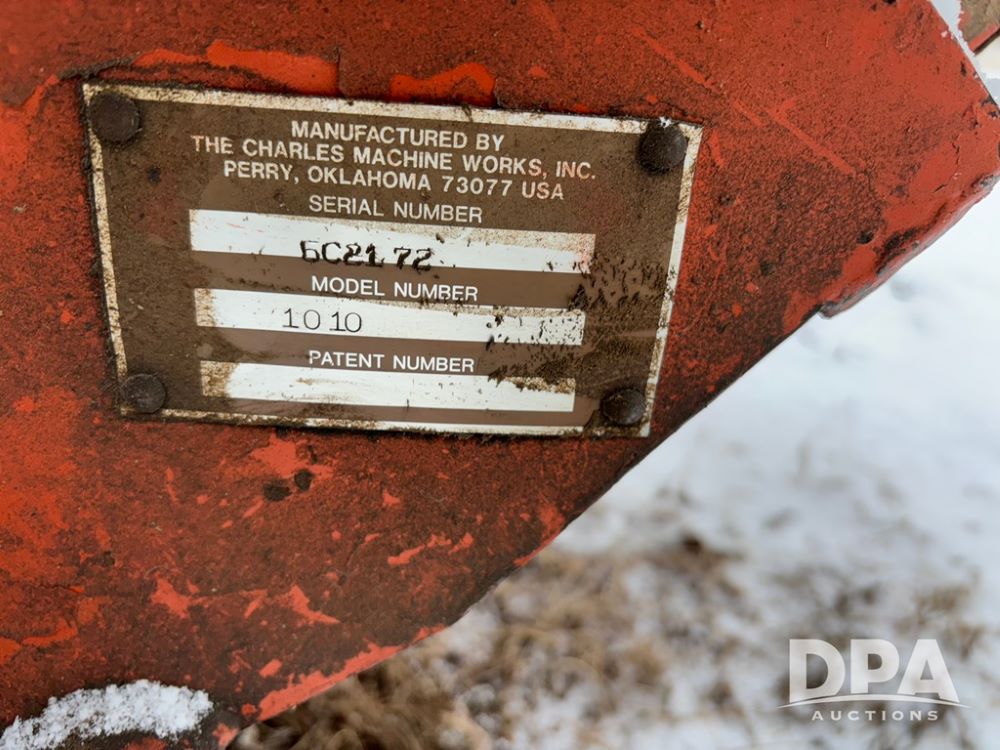 MANUFACTURED BY
THE CHARLES MACHINE WORKS, INC.
PERRY, OKLAHOMA 73077 USA
SERIAL NUMBER
5C2172
MODEL NUMBER
1010
PATENT NUMBER
DPA
AUCTIONS